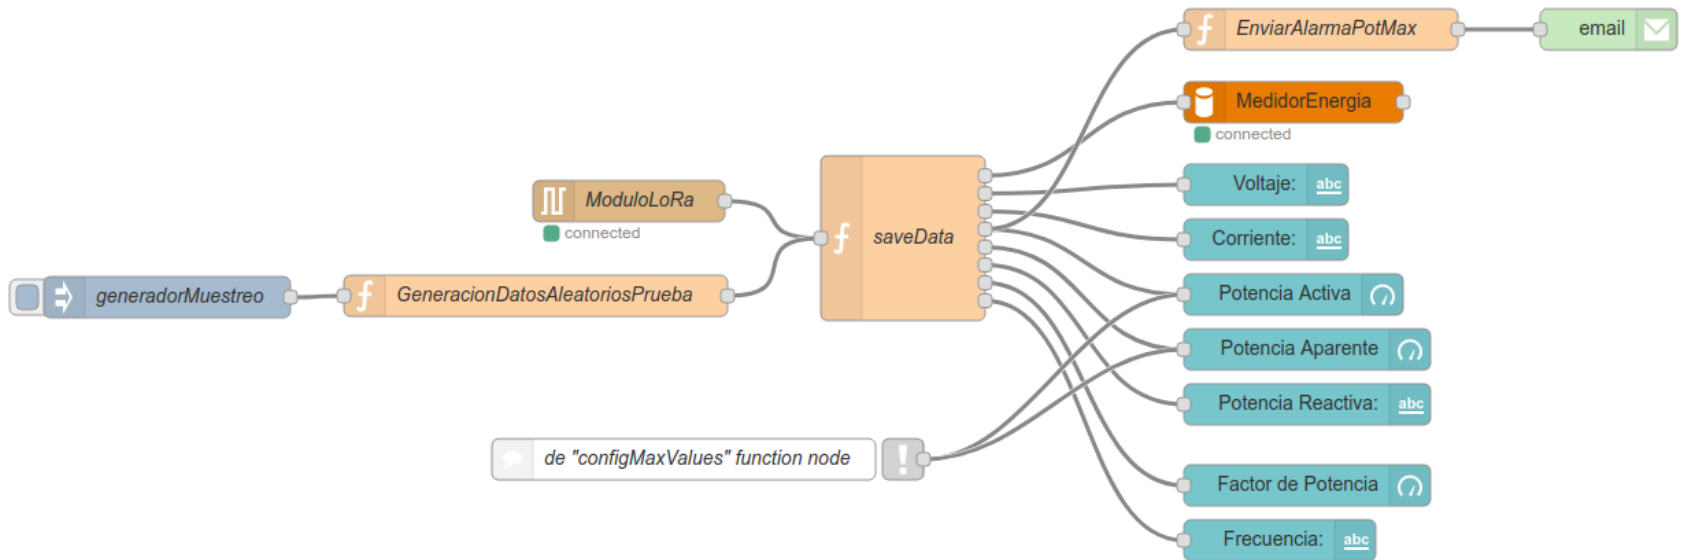 EnviarAlarmaPotMax
email
MedidorEnergia
connected
Voltaje:
abc
ModuloLoRa
connected
saveData
Corriente:
abc
generadorMuestreo
GeneracionDatosAleatoriosPrueba
Potencia Activa
Potencia Aparente
Potencia Reactiva:
abc
de "configMaxValues" function node
Factor de Potencia
Frecuencia:
abc